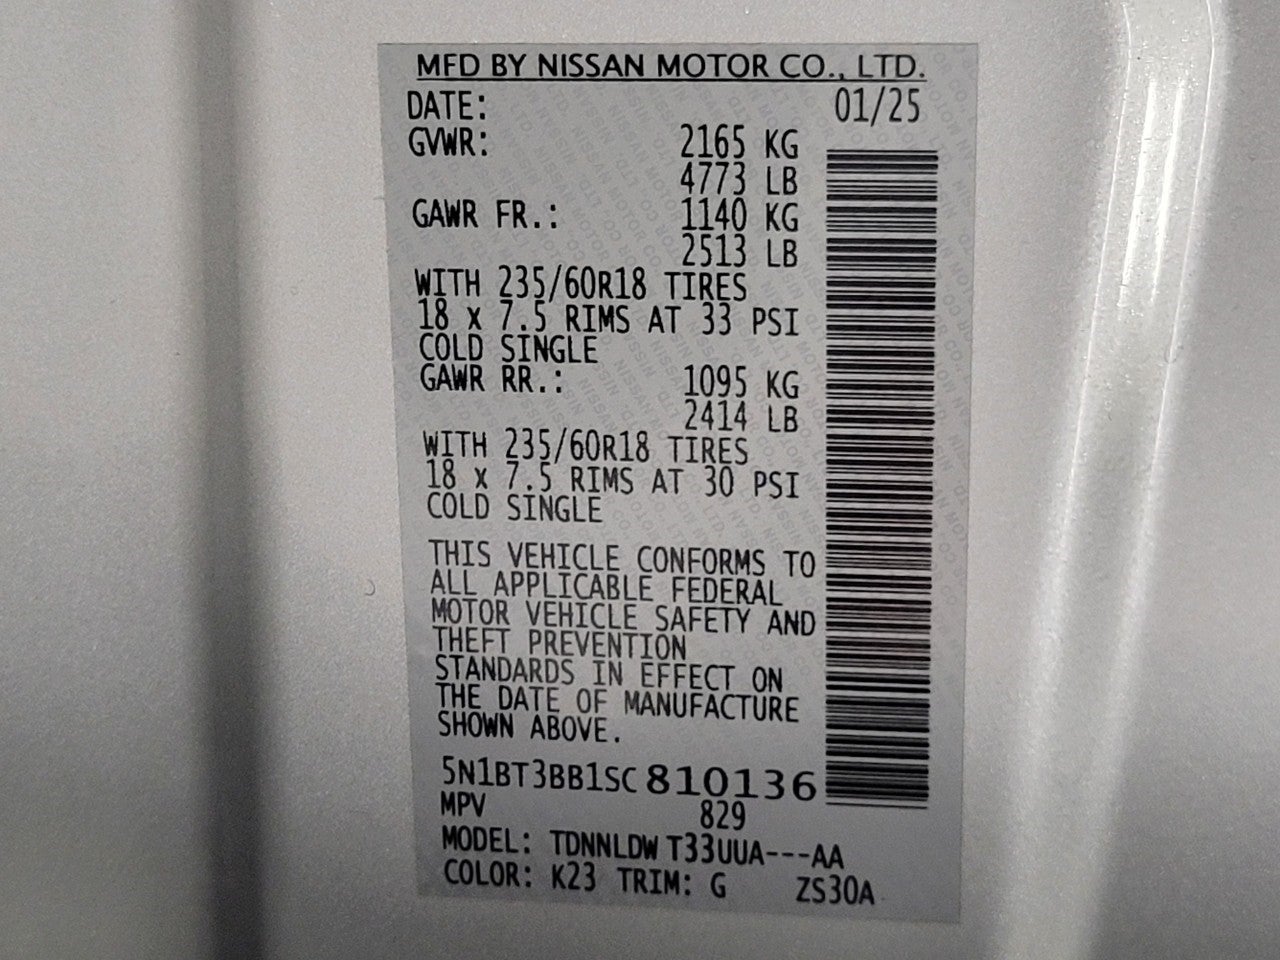 MFD BY NISSAN MOTOR CO., LTD.
DATE: 01/25
GVWR: 2165 KG
4773 LB
GAWR FR.: 1140 KG
2513 LB
WITH 235/60R18 TIRES
18 x 7.5 RIMS AT 33 PSI
COLD SINGLE
GAWR RR.: 1095 KG
2414 LB
WITH 235/60R18 TIRES
18 x 7.5 RIMS AT 30 PSI
COLD SINGLE
THIS VEHICLE CONFORMS TO
ALL APPLICABLE FEDERAL
MOTOR VEHICLE SAFETY AND
THEFT PREVENTION
STANDARDS IN EFFECT ON
THE DATE OF MANUFACTURE
SHOWN ABOVE.
5N1BT3BB1SC810136
MPV 829
MODEL: TDNNLDW T33UUA---AA
COLOR: K23 TRIM: G ZS30A